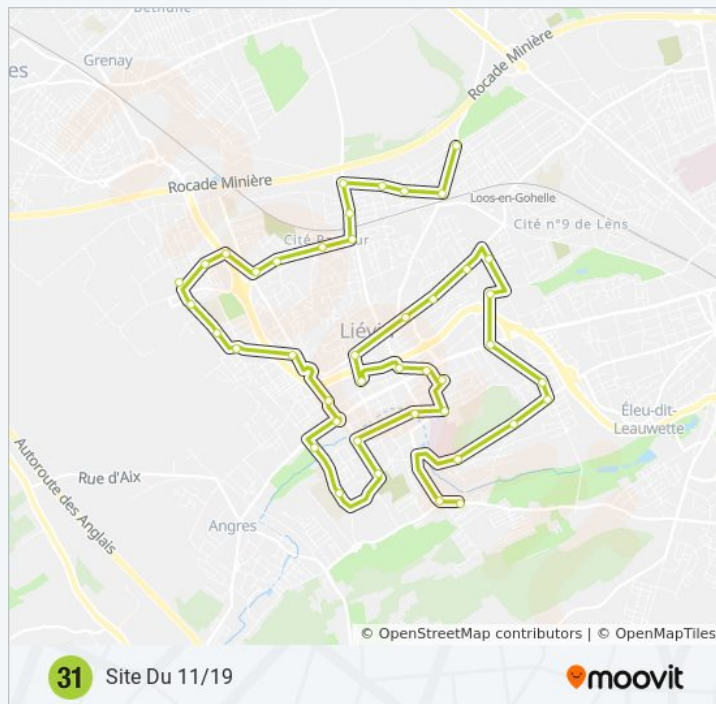 Grenay
Rocade Minière
Rocade Minière
Loos-en-Gohelle
Cité n°9 de Lens
Liévin
Éleu-dit-
Leauwette
Rue d'Aix
Autoroute des Anglais
Angres
© OpenStreetMap contributors | © OpenMapTiles
31 Site Du 11/19
moovit